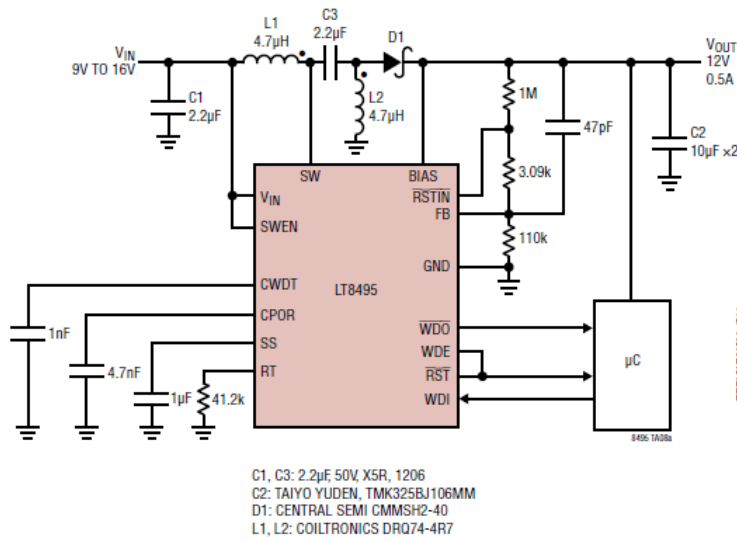 L1
4.7µH
C3
2.2µF
D1
VIN
9V TO 16V
VOUT
12V
0.5A
C1
2.2µF
L2
4.7µH
1M
47pF
C2
10µF ×2
SW
BIAS
VIN
SWEN
RSTIN
3.09k
FB
110k
GND
CWDT
LT8495
CPOR
WDO
1nF
SS
WDE
µC
4.7nF
RT
RST
1µF
41.2k
WDI
8495 TA08a
C1, C3: 2.2µF, 50V, X5R, 1206
C2: TAIYO YUDEN, TMK325BJ106MM
D1: CENTRAL SEMI CMMSH2-40
L1, L2: COILTRONICS DRQ74-4R7